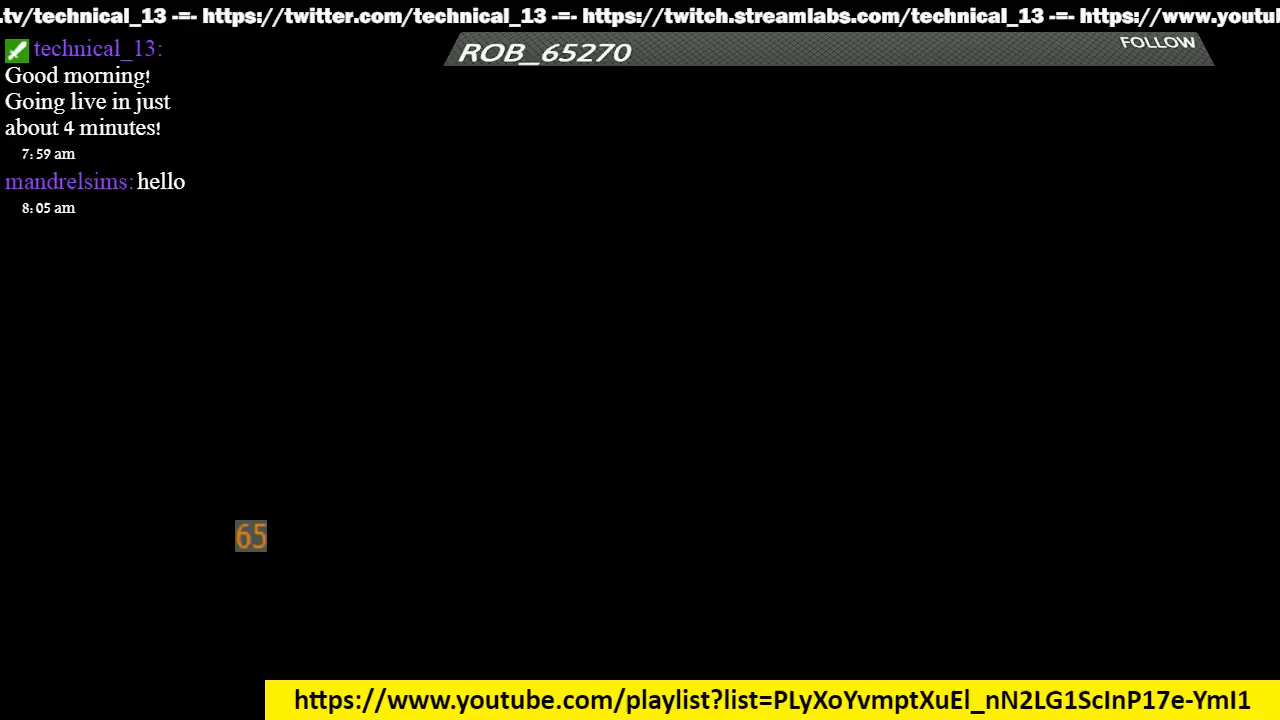 .tv/technical_13 -=- https://twitter.com/technical_13 -=- https://twitch.streamlabs.com/technical_13 -=- https://www.youtu
technical_13:
Good morning!
Going live in just
about 4 minutes!
7:59 am
mandrelsims: hello
8:05 am
ROB_65270
FOLLOW
65
https://www.youtube.com/playlist?list=PLyXoYvmptXuEl_nN2LG1ScInP17e-YmI1